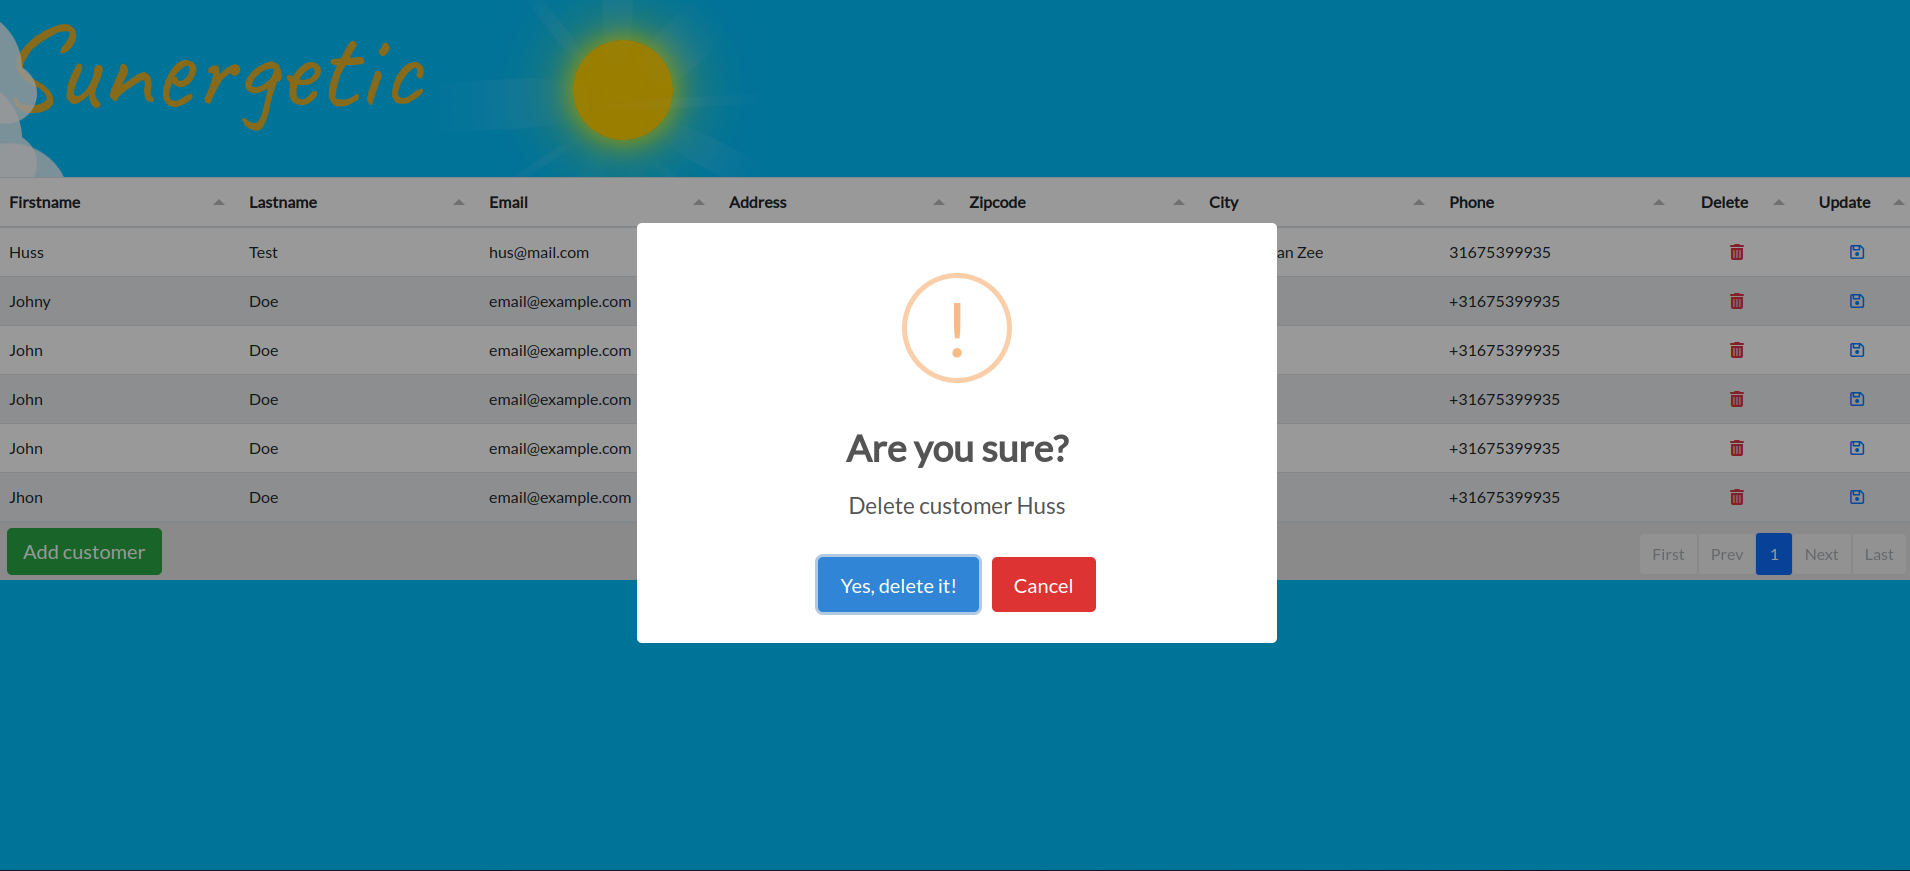 Sunergetic
Firstname Lastname Email Address Zipcode City Phone Delete Update
Huss Test hus@mail.com an Zee 31675399935
Johny Doe email@example.com +31675399935
John Doe email@example.com +31675399935
John Doe email@example.com +31675399935
John Doe email@example.com +31675399935
Jhon Doe email@example.com +31675399935
!
Are you sure?
Delete customer Huss
Yes, delete it! Cancel
Add customer First Prev 1 Next Last